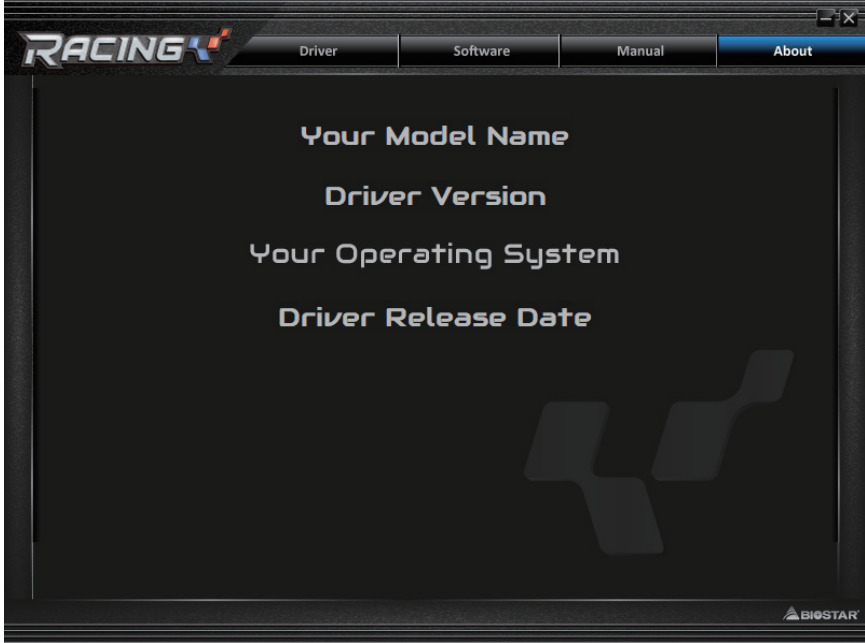 RACING
Driver Software Manual About
Your Model Name
Driver Version
Your Operating System
Driver Release Date
BIOSTAR